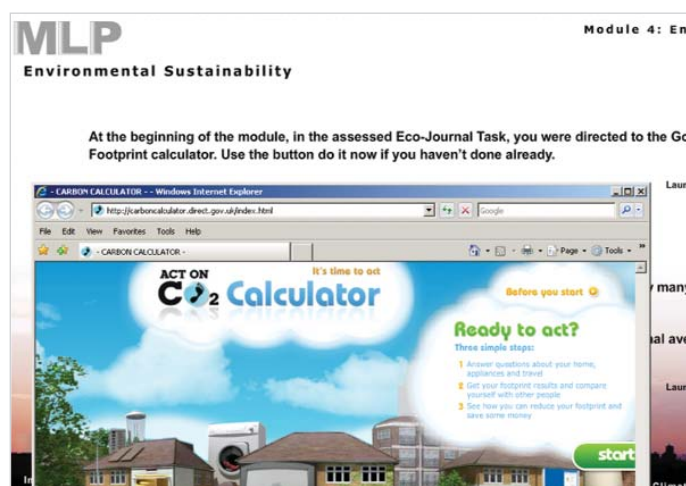 MLP
Module 4: En
Environmental Sustainability
At the beginning of the module, in the assessed Eco-Journal Task, you were directed to the Go
Footprint calculator. Use the button do it now if you haven't done already.
Laun
- CARBON CALCULATOR - - Windows Internet Explorer
http://carboncalculator.direct.gov.uk/index.html
Google
File Edit View Favorites Tools Help
- CARBON CALCULATOR -
Page Tools
ACT ON
CO2 Calculator
It's time to act
Before you start
many
Ready to act?
Three simple steps:
nal ave
1 Answer questions about your home,
appliances and travel
2 Get your footprint results and compare
yourself with other people
Laun
3 See how you can reduce your footprint and
save some money
start
In
Climat